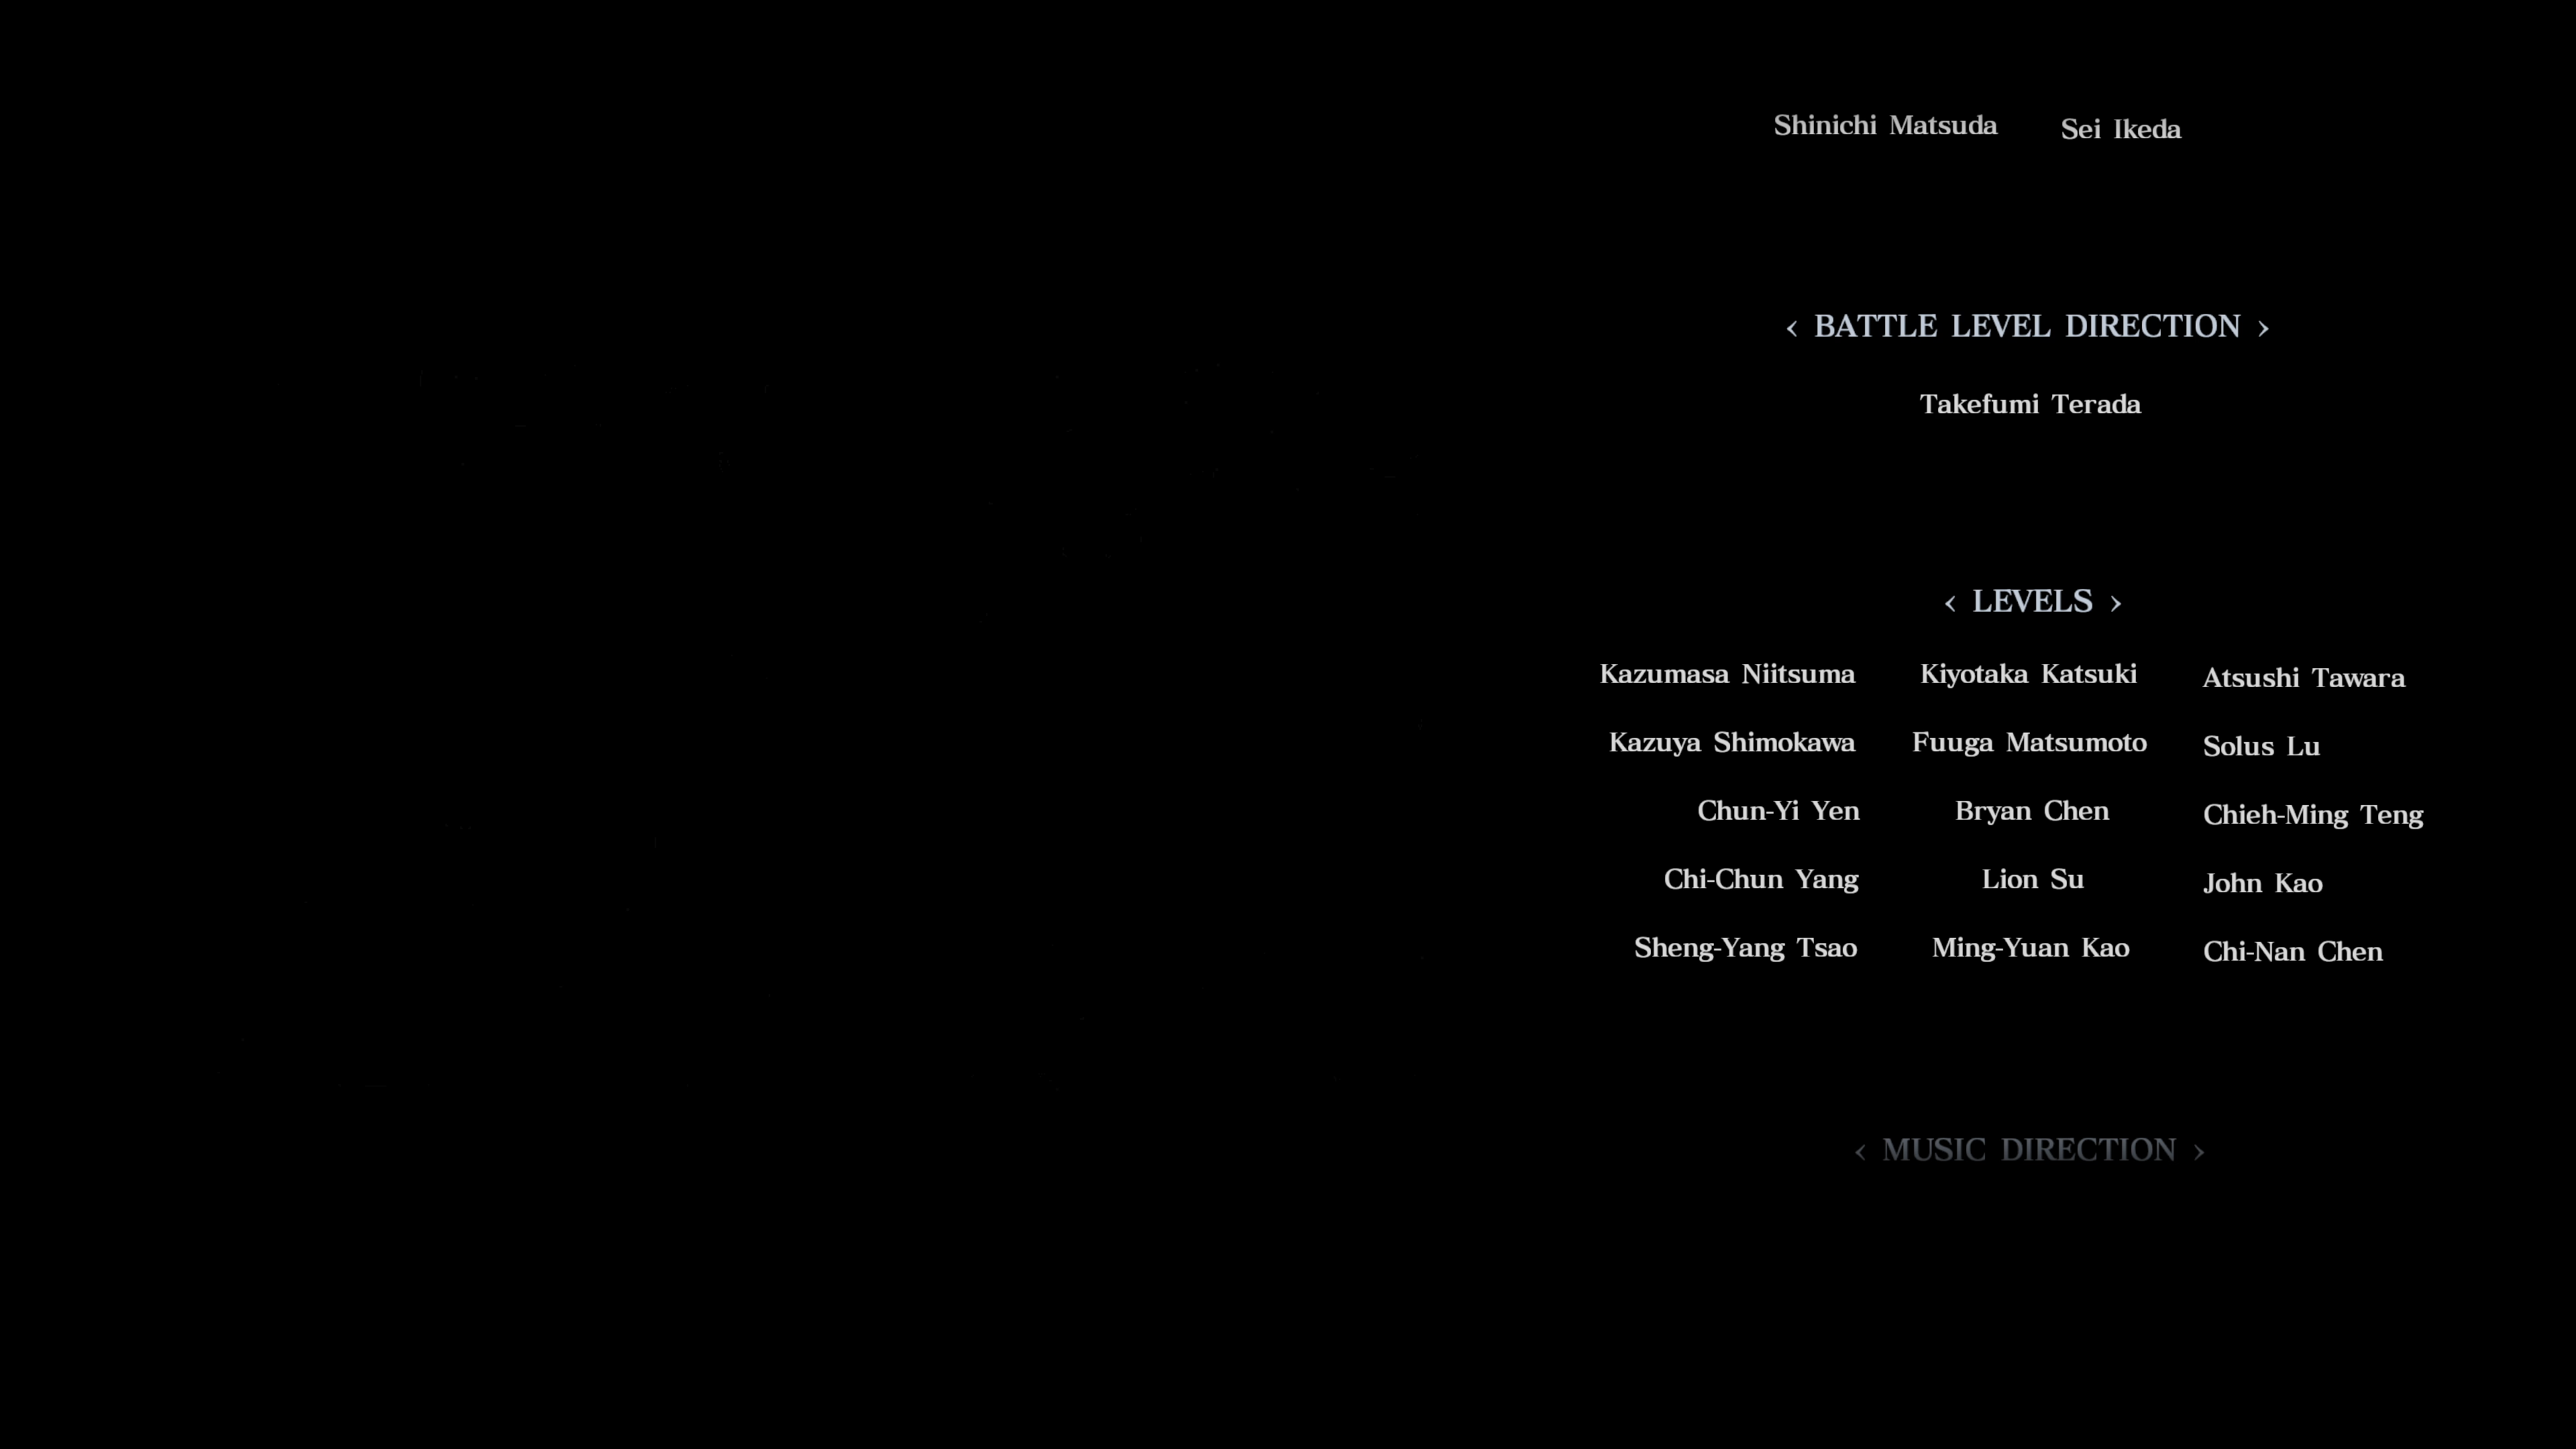 Shinichi Matsuda Sei Ikeda
‹ BATTLE LEVEL DIRECTION ›
Takefumi Terada
‹ LEVELS ›
Kazumasa Niitsuma Kiyotaka Katsuki Atsushi Tawara
Kazuya Shimokawa Fuuga Matsumoto Solus Lu
Chun-Yi Yen Bryan Chen Chieh-Ming Teng
Chi-Chun Yang Lion Su John Kao
Sheng-Yang Tsao Ming-Yuan Kao Chi-Nan Chen
‹ MUSIC DIRECTION ›